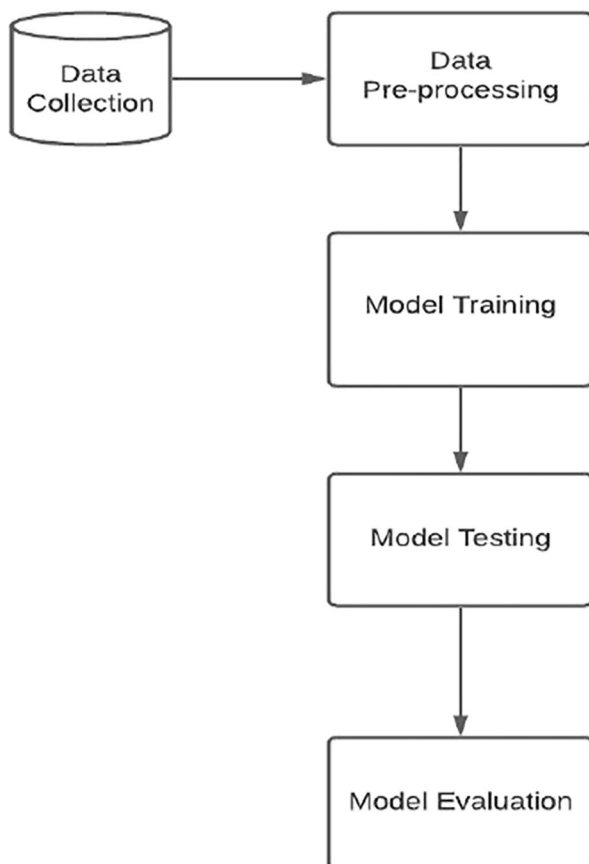 Data
Collection
Data
Pre-processing
Model Training
Model Testing
Model Evaluation